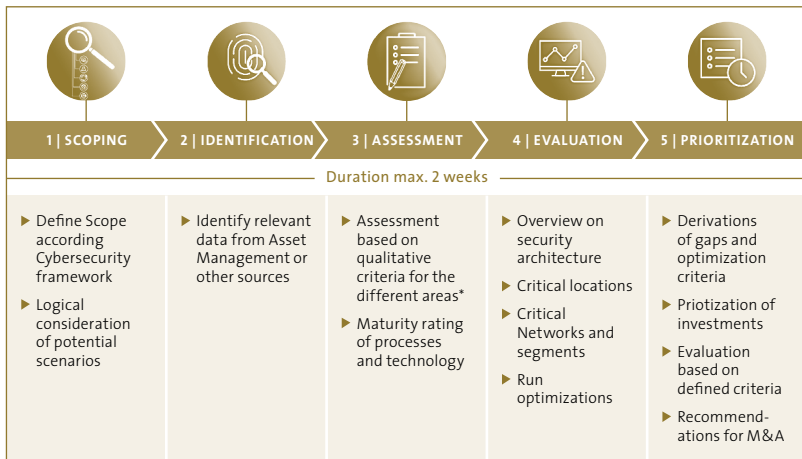 1 | SCOPING
2 | IDENTIFICATION
3 | ASSESSMENT
4 | EVALUATION
5 | PRIORITIZATION
Duration max. 2 weeks
Define Scope
according
Cybersecurity
framework
Logical
consideration
of potential
scenarios
Identify relevant
data from Asset
Management or
other sources
Assessment
based on
qualitative
criteria for the
different areas*
Maturity rating
of processes
and technology
Overview on
security
architecture
Critical locations
Critical
Networks and
segments
Run
optimizations
Derivations
of gaps and
optimization
criteria
Priotization of
investments
Evaluation
based on
defined criteria
Recommend-
ations for M&A